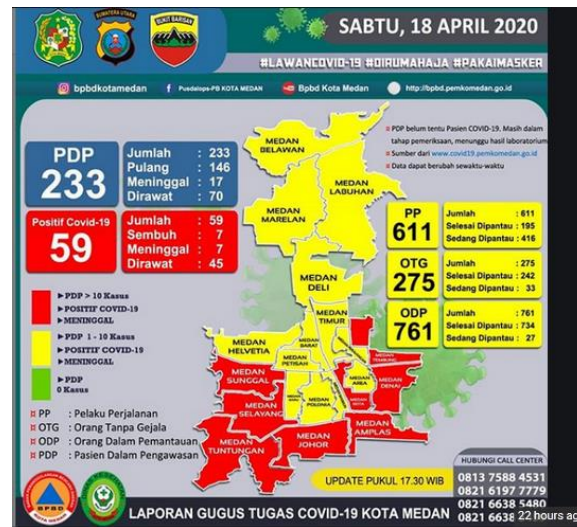 SUMATERA UTARA
BUKIT BARISAN
SABTU, 18 APRIL 2020
#LAWANCOVID-19 #DIRUMAHAJA #PAKAIMASKER
bpbdkotamedan
Pusdalops-PB KOTA MEDAN
Bpbd Kota Medan
http://bpbd.pemkomedan.go.id
PDP
233
Jumlah : 233
Pulang : 146
Meninggal : 17
Dirawat : 70
Positif Covid-19
59
Jumlah : 59
Sembuh : 7
Meninggal : 7
Dirawat : 45
PDP belum tentu Pasien COVID-19. Masih dalam
tahap pemeriksaan, menunggu hasil laboratorium
Sumber dari www.covid19.pemkomedan.go.id
Data dapat berubah sewaktu-waktu
PP
611
Jumlah : 611
Selesai Dipantau : 195
Sedang Dipantau : 416
OTG
275
Jumlah : 275
Selesai Dipantau : 242
Sedang Dipantau : 33
ODP
761
Jumlah : 761
Selesai Dipantau : 734
Sedang Dipantau : 27
MEDAN
BELAWAN
MEDAN
LABUHAN
MEDAN
MARELAN
MEDAN
DELI
MEDAN
TIMUR
MEDAN
HELVETIA
MEDAN
BARAT
MEDAN
PETISAH
MEDAN
TEMBUNG
MEDAN
SUNGGAL
MEDAN
AREA
MEDAN
DENAI
MEDAN
BARU
MEDAN
POLONIA
MEDAN
KOTA
MEDAN
SELAYANG
MEDAN
AMPLAS
MEDAN
TUNTUNGAN
MEDAN
JOHOR
►PDP > 10 Kasus
►POSITIF COVID-19
►MENINGGAL
►PDP 1 - 10 Kasus
►POSITIF COVID-19
►MENINGGAL
►PDP
0 Kasus
PP : Pelaku Perjalanan
OTG : Orang Tanpa Gejala
ODP : Orang Dalam Pemantauan
PDP : Pasien Dalam Pengawasan
UPDATE PUKUL 17.30 WIB
HUBUNGI CALL CENTER
0813 7588 4531
0821 6197 7779
0821 6638 5480
0821 6638
22 hours ag
BPBD
LAPORAN GUGUS TUGAS COVID-19 KOTA MEDAN